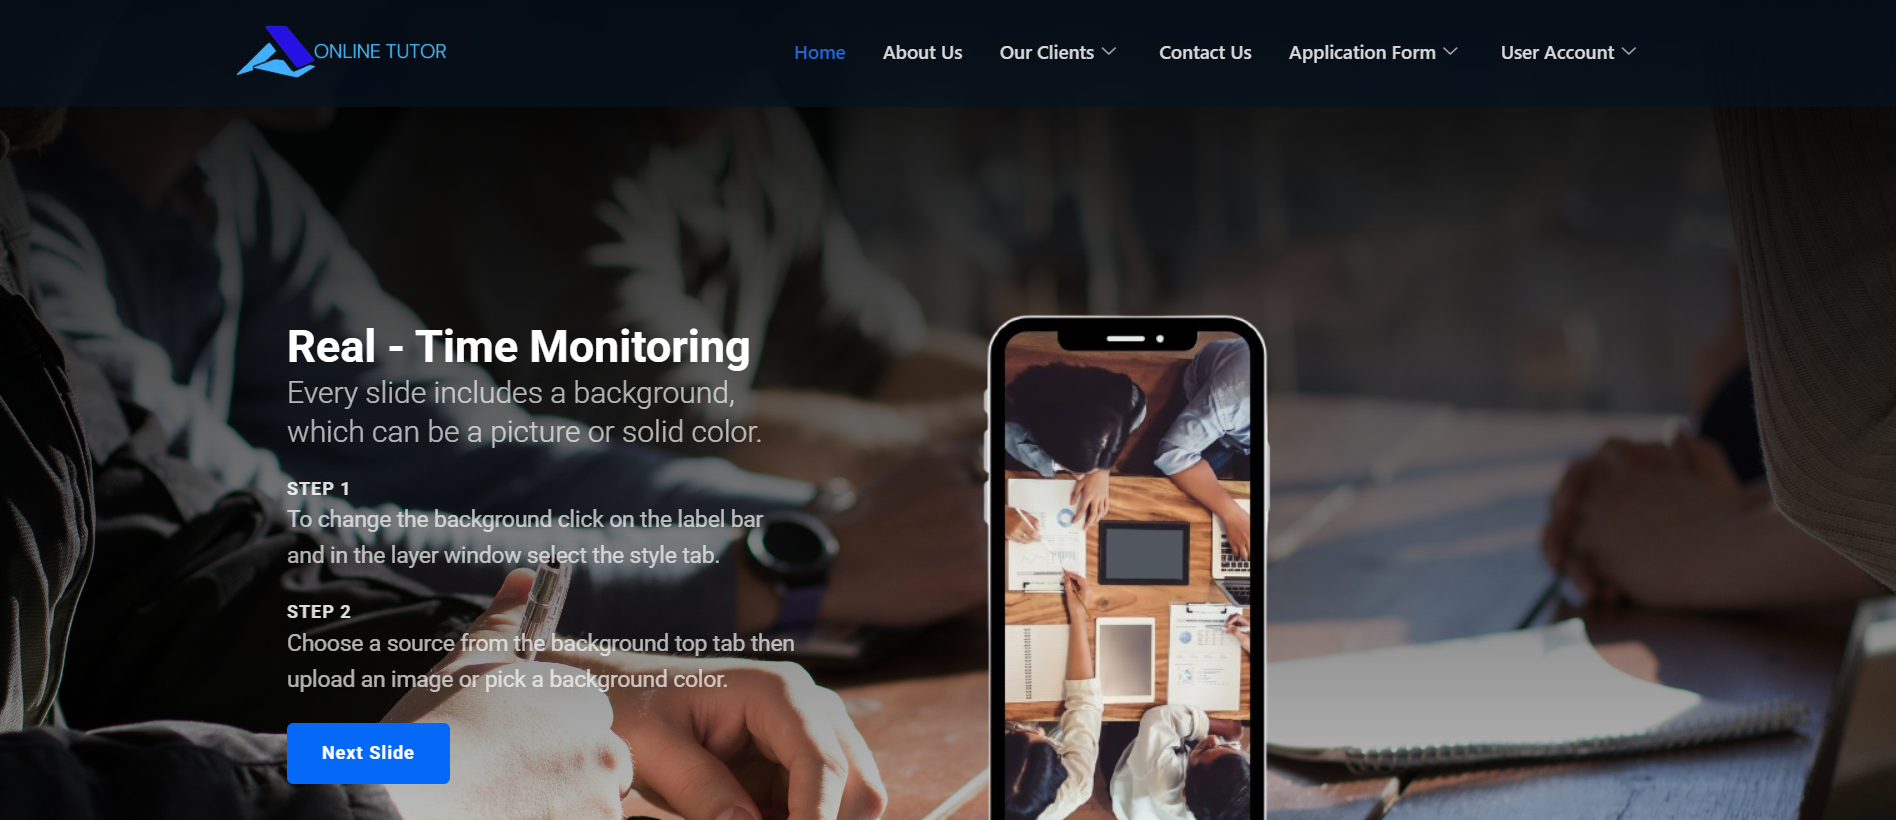 ONLINE TUTOR
Home About Us Our Clients Contact Us Application Form User Account
Real - Time Monitoring
Every slide includes a background,
which can be a picture or solid color.
STEP 1
To change the background click on the label bar
and in the layer window select the style tab.
STEP 2
Choose a source from the background top tab then
upload an image or pick a background color.
Next Slide